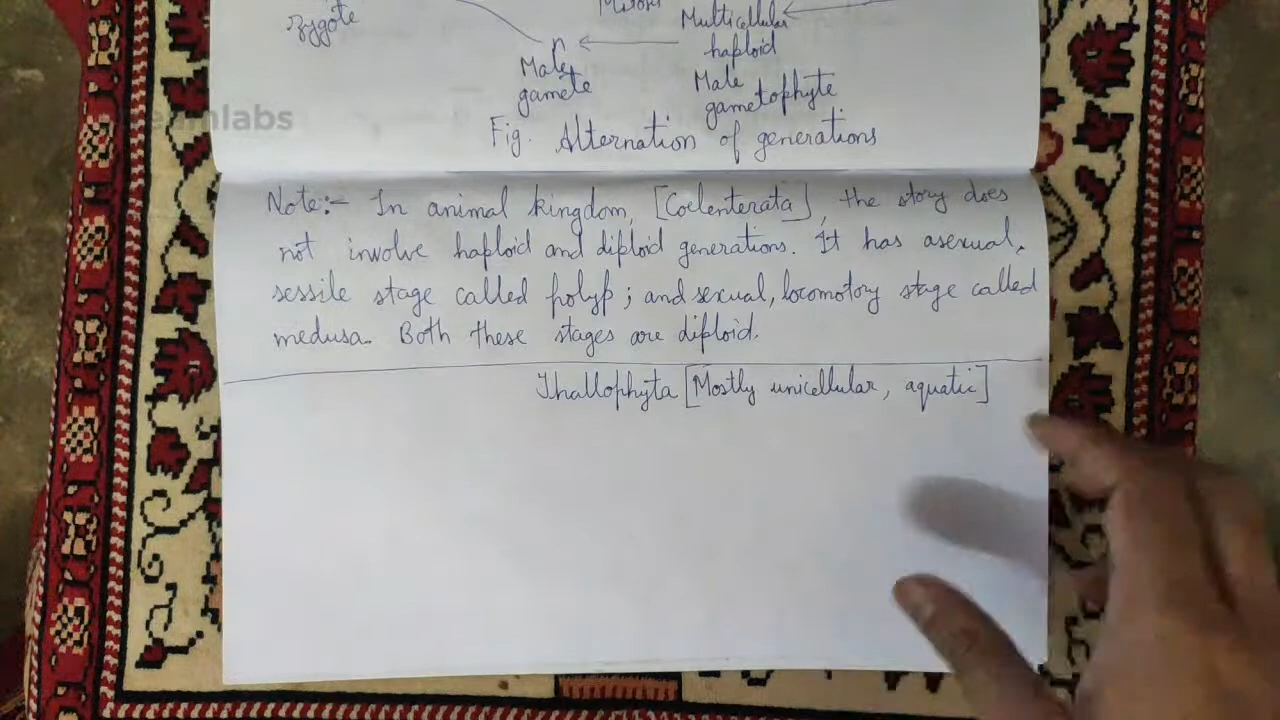 zygote
Mitosis
Multicellular
haploid
n
Male
gamete
Male
gametophyte
Fig. Alternation of generations
Note:- In animal kingdom, [Coelenterata], the story does
not involve haploid and diploid generations. It has asexual,
sessile stage called polyp; and sexual, locomotory stage called
medusa. Both these stages are diploid.
Thallophyta [Mostly unicellular, aquatic]